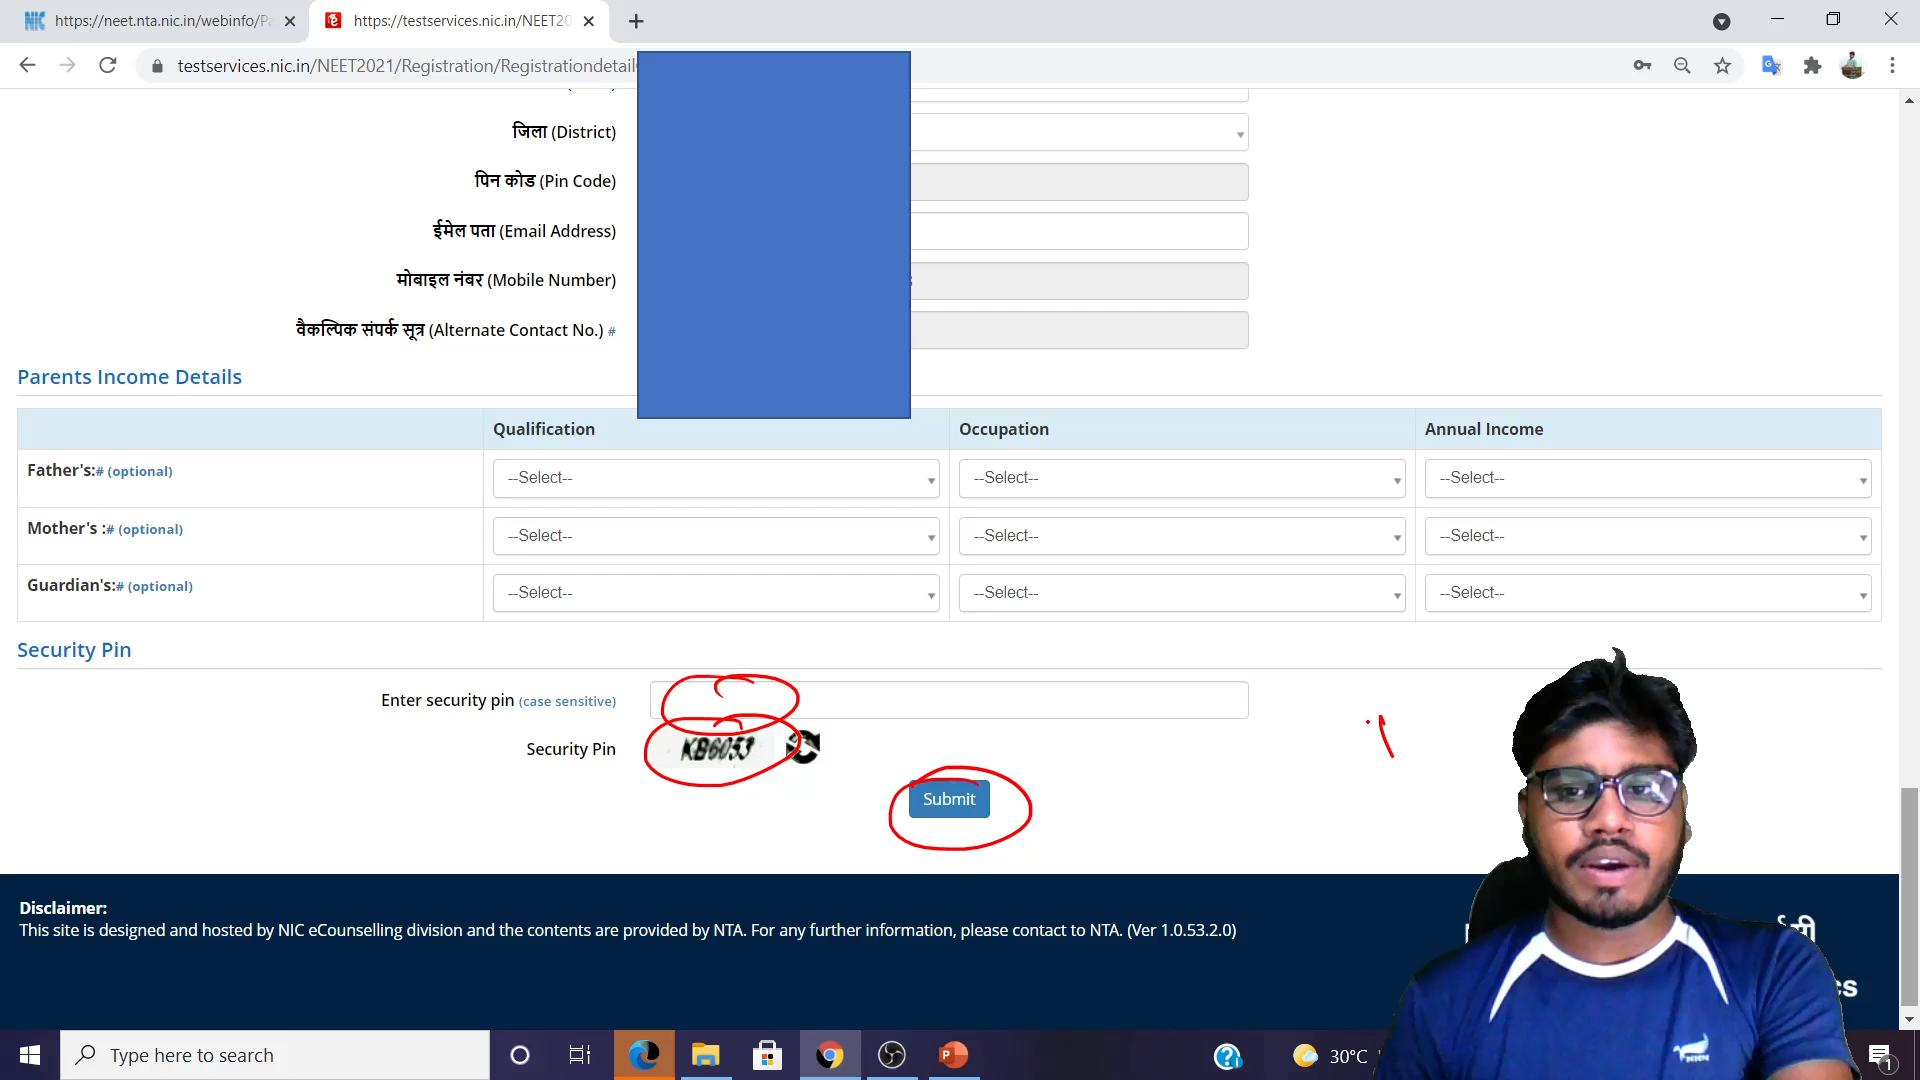 https://neet.nta.nic.in/webinfo/Pa
https://testservices.nic.in/NEET20
testservices.nic.in/NEET2021/Registration/Registrationdetail
जिला (District)
पिन कोड (Pin Code)
ईमेल पता (Email Address)
मोबाइल नंबर (Mobile Number)
वैकल्पिक संपर्क सूत्र (Alternate Contact No.) #
Parents Income Details
Qualification Occupation Annual Income
Father's:# (optional) --Select-- --Select-- --Select--
Mother's :# (optional) --Select-- --Select-- --Select--
Guardian's:# (optional) --Select-- --Select-- --Select--
Security Pin
Enter security pin (case sensitive)
Security Pin KB6053
Submit
Disclaimer:
This site is designed and hosted by NIC eCounselling division and the contents are provided by NTA. For any further information, please contact to NTA. (Ver 1.0.53.2.0)
Type here to search
30°C
1